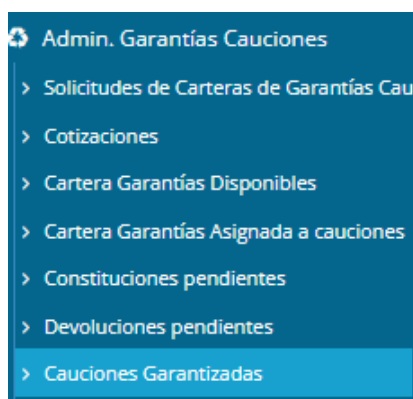 Admin. Garantías Cauciones
Solicitudes de Carteras de Garantías Cau
Cotizaciones
Cartera Garantías Disponibles
Cartera Garantías Asignada a cauciones
Constituciones pendientes
Devoluciones pendientes
Cauciones Garantizadas